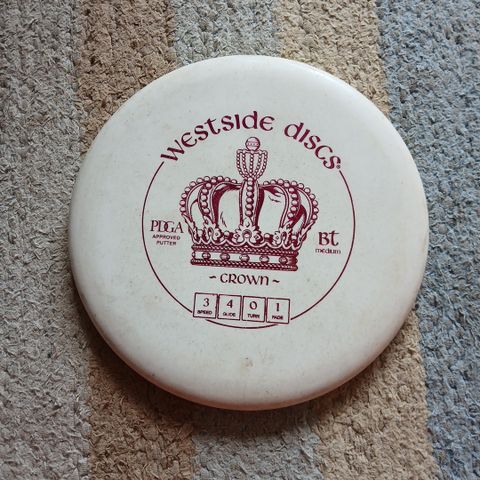 Westside discs
PDGA
APPROVED
PUTTER
Bt
medium
~ CROWN ~
3 4 0 1
SPEED GLIDE TURN FADE